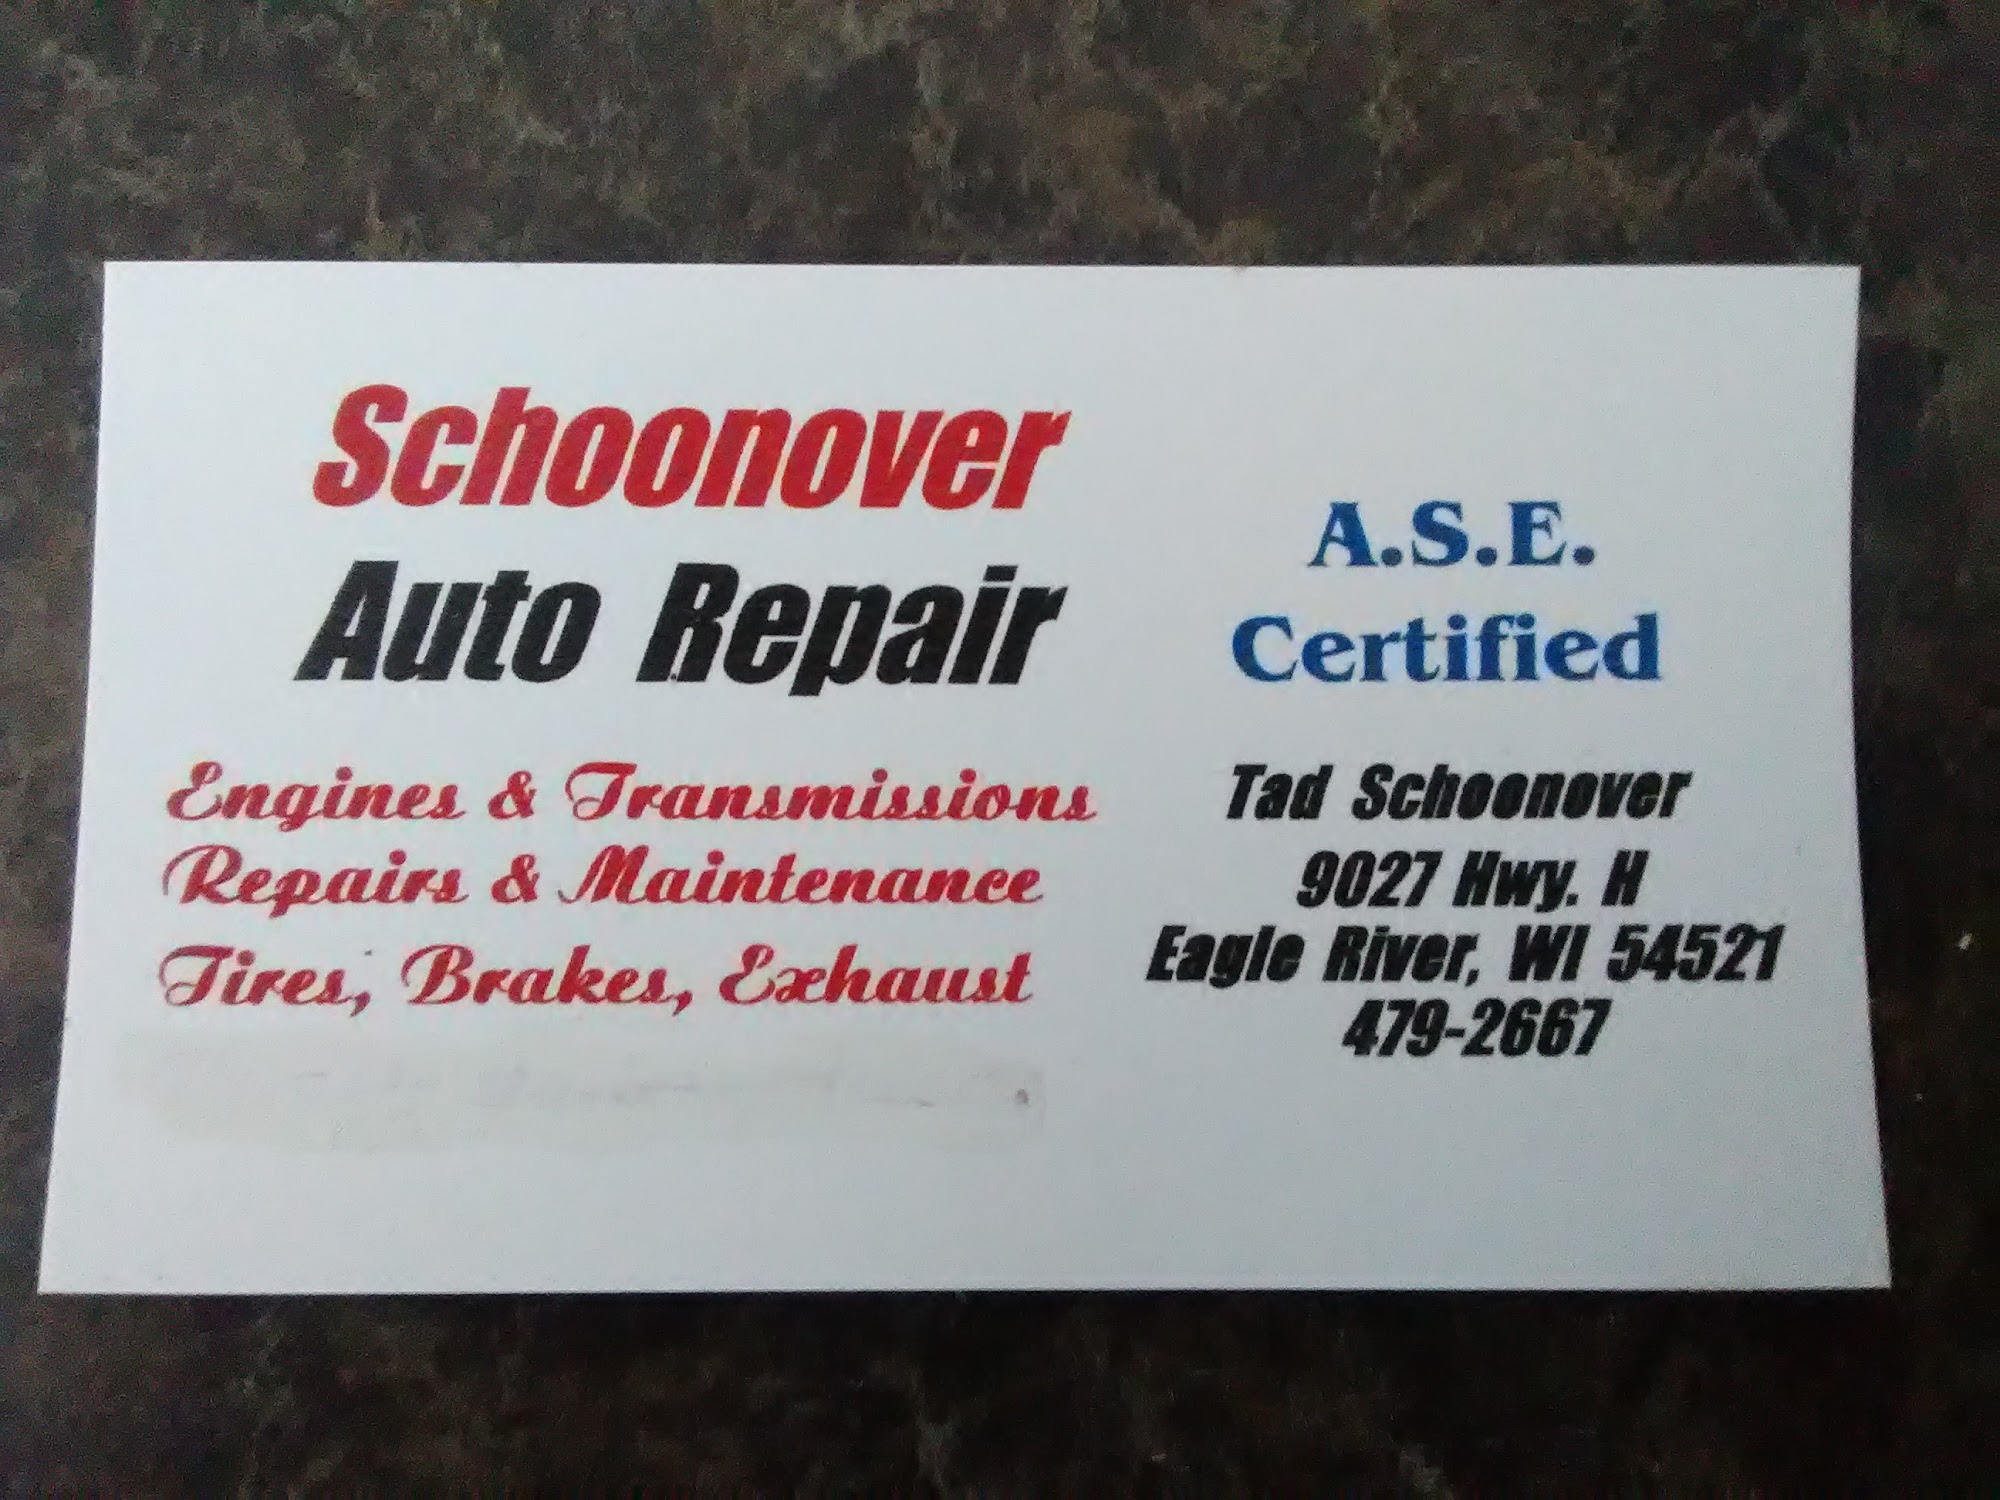 Schoonover
Auto Repair
Engines & Transmissions
Repairs & Maintenance
Tires, Brakes, Exhaust
A.S.E.
Certified
Tad Schoonover
9027 Hwy. H
Eagle River, WI 54521
479-2667